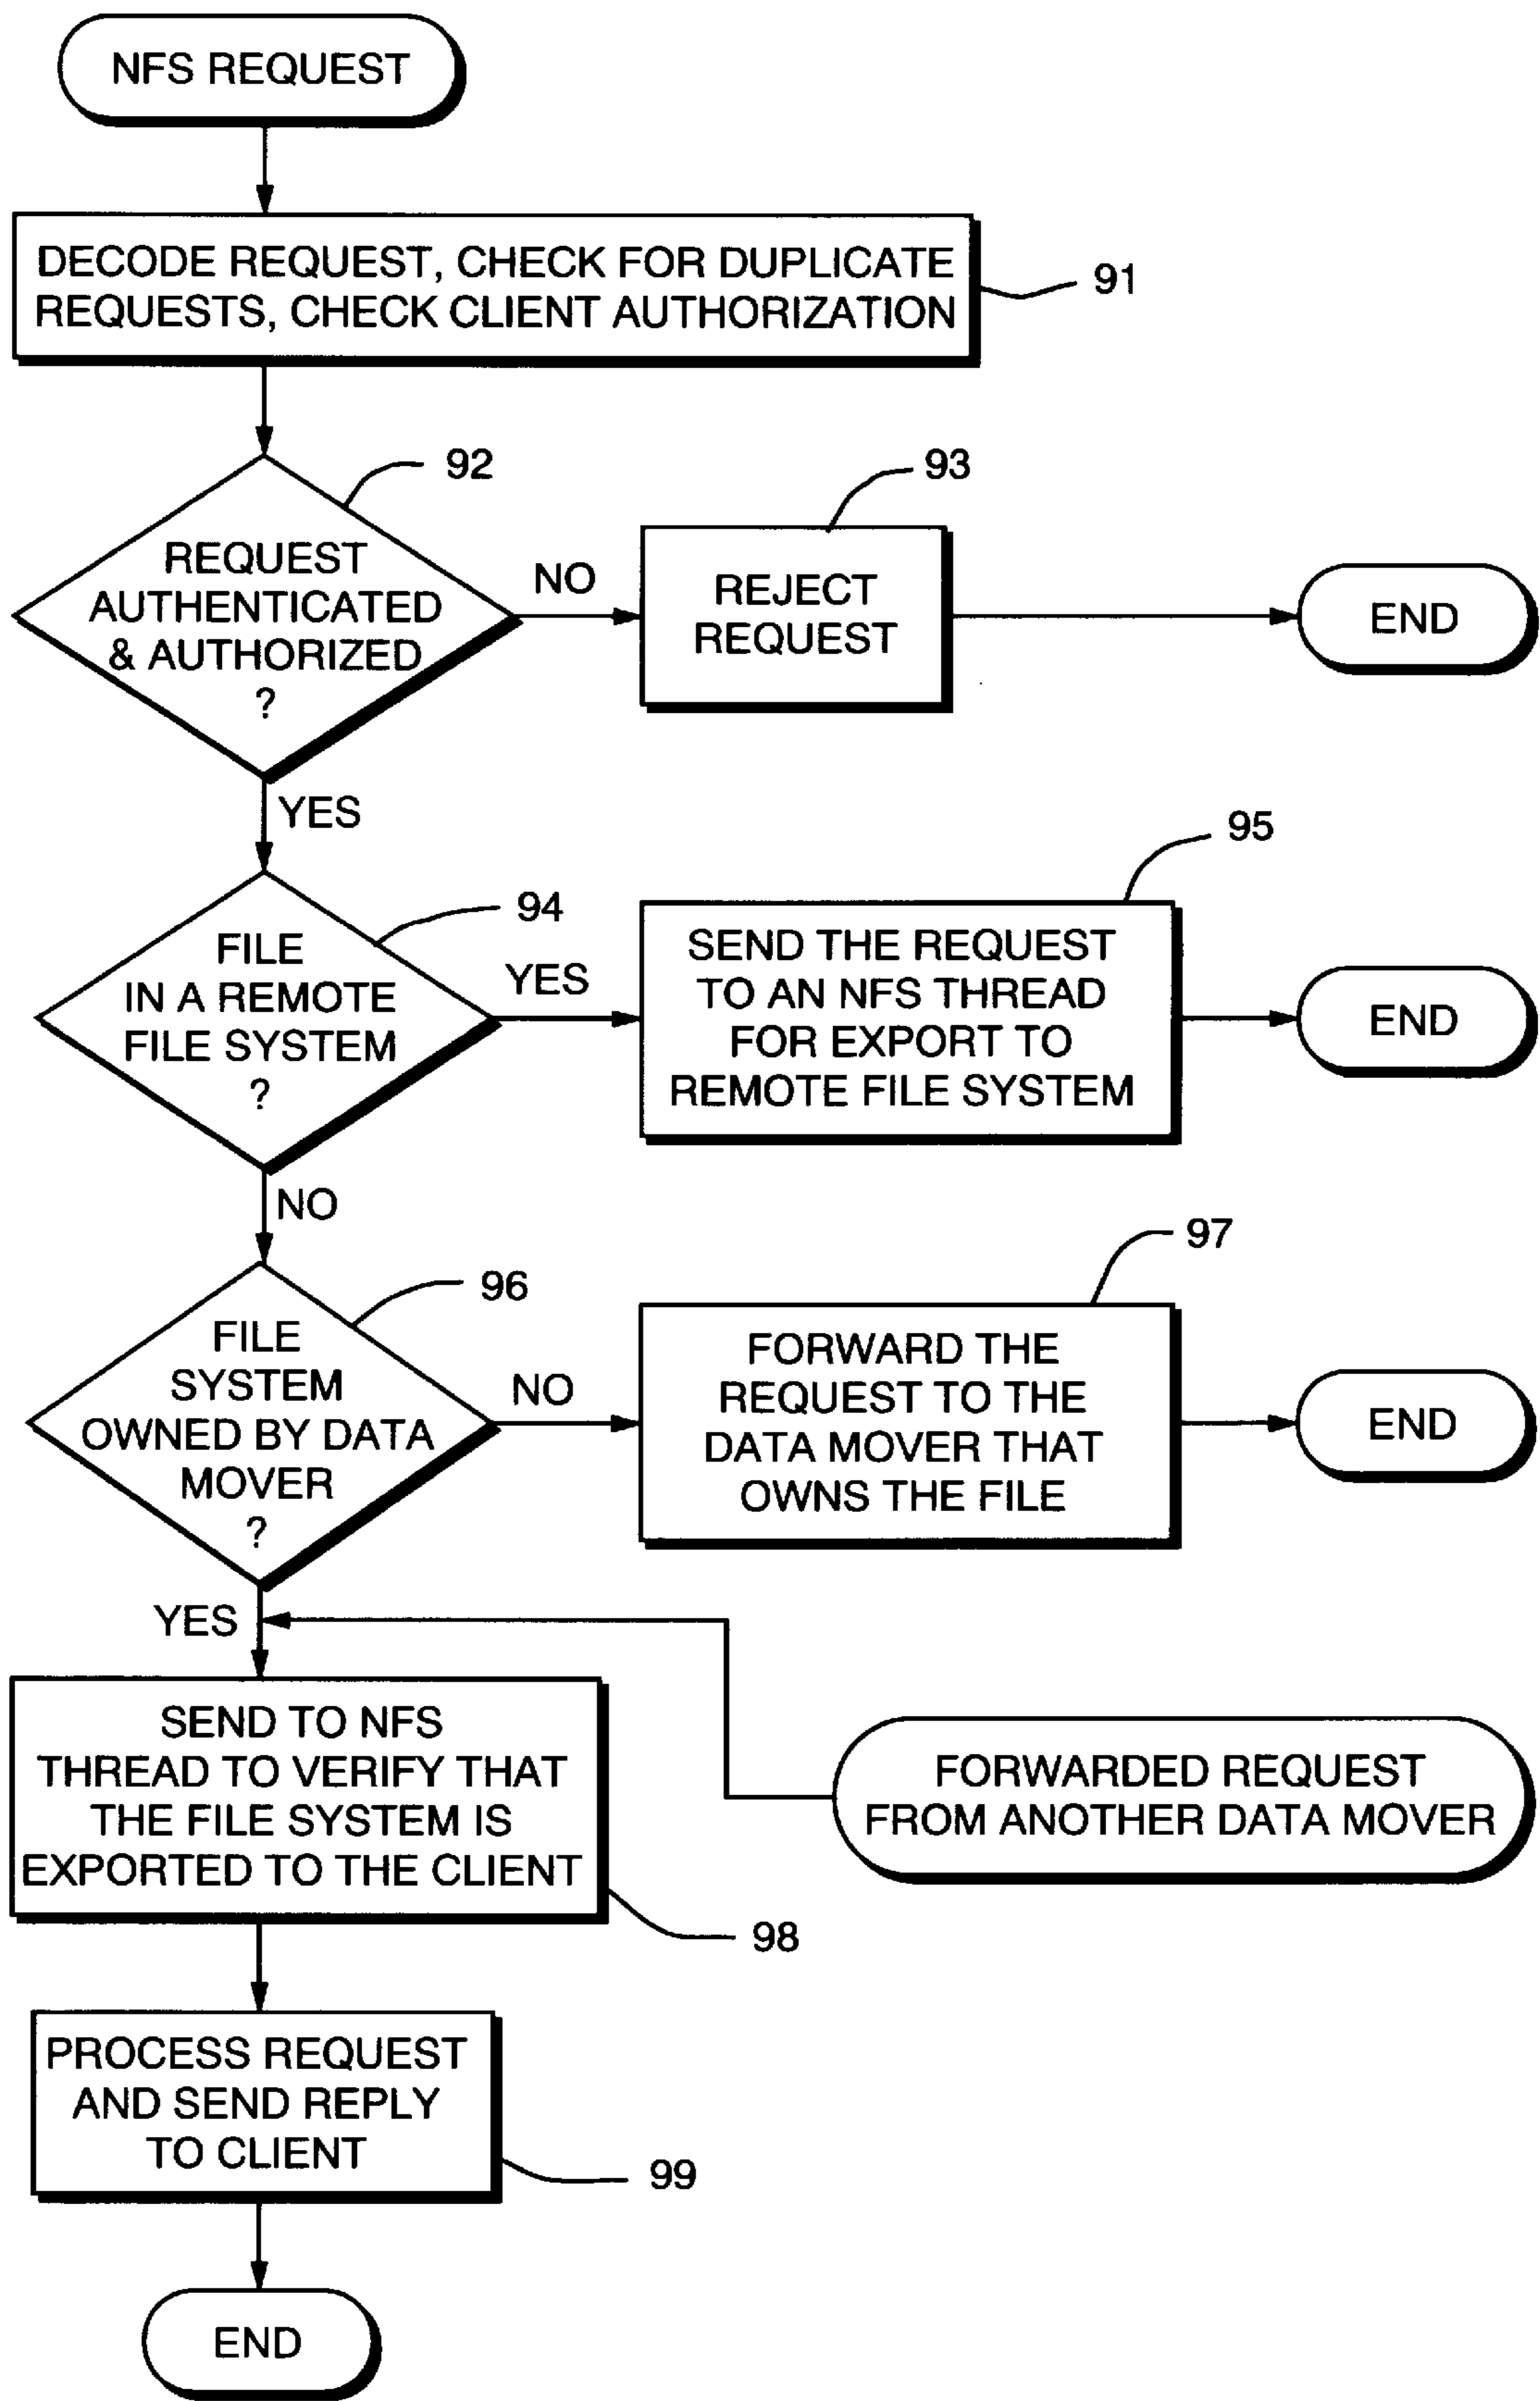 NFS REQUEST
DECODE REQUEST, CHECK FOR DUPLICATE
REQUESTS, CHECK CLIENT AUTHORIZATION
91
92
REQUEST
AUTHENTICATED
& AUTHORIZED
?
NO
93
REJECT
REQUEST
END
YES
94
FILE
IN A REMOTE
FILE SYSTEM
?
YES
95
SEND THE REQUEST
TO AN NFS THREAD
FOR EXPORT TO
REMOTE FILE SYSTEM
END
NO
96
FILE
SYSTEM
OWNED BY DATA
MOVER
?
NO
97
FORWARD THE
REQUEST TO THE
DATA MOVER THAT
OWNS THE FILE
END
YES
SEND TO NFS
THREAD TO VERIFY THAT
THE FILE SYSTEM IS
EXPORTED TO THE CLIENT
98
FORWARDED REQUEST
FROM ANOTHER DATA MOVER
PROCESS REQUEST
AND SEND REPLY
TO CLIENT
99
END